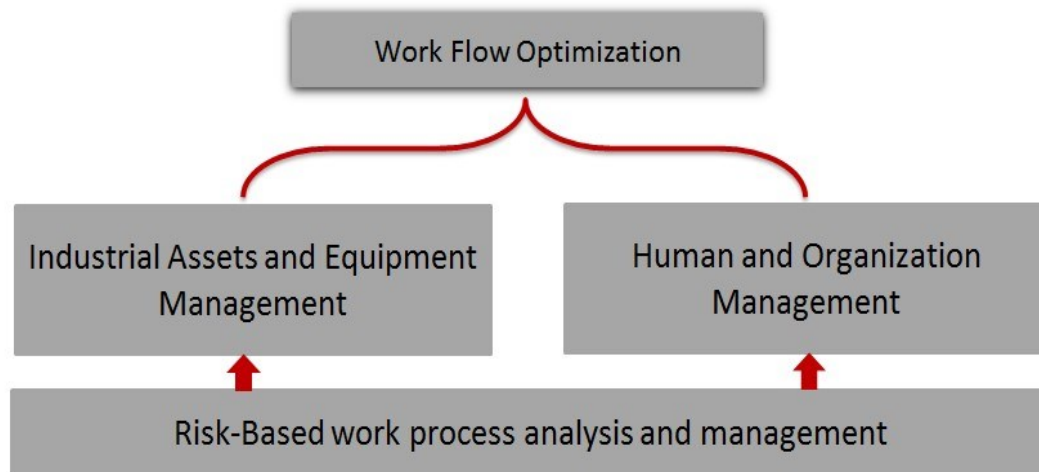 Work Flow Optimization
Industrial Assets and Equipment
Management
Human and Organization
Management
Risk-Based work process analysis and management